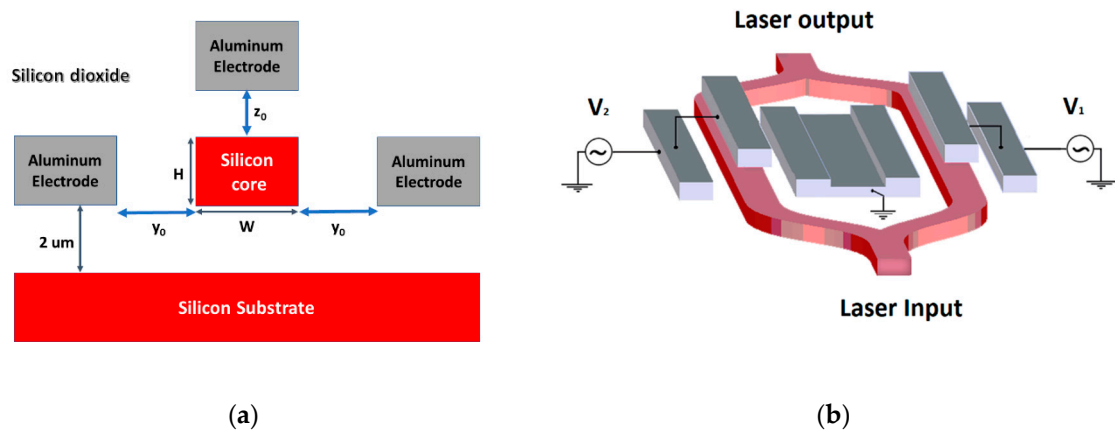 Aluminum
Electrode
Silicon dioxide
z₀
Aluminum
Electrode
H
Silicon
core
Aluminum
Electrode
y₀
W
y₀
2 um
Silicon Substrate
(a)
Laser output
V₂
V₁
Laser Input
(b)